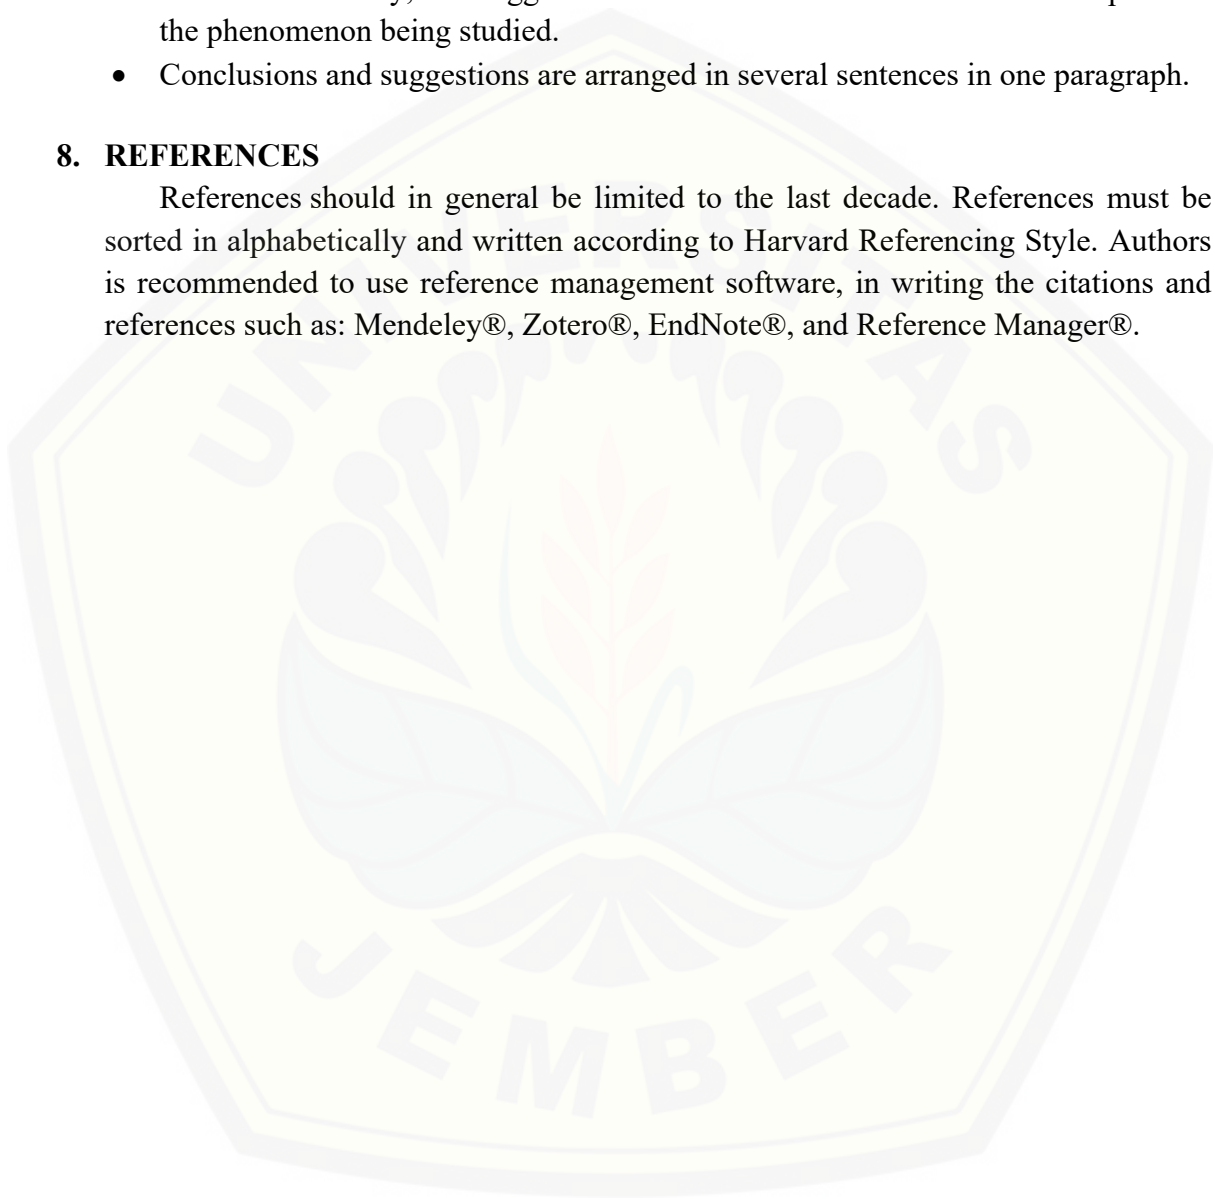 the phenomenon being studied.
• Conclusions and suggestions are arranged in several sentences in one paragraph.
8. REFERENCES
References should in general be limited to the last decade. References must be
sorted in alphabetically and written according to Harvard Referencing Style. Authors
is recommended to use reference management software, in writing the citations and
references such as: Mendeley®, Zotero®, EndNote®, and Reference Manager®.
UNIVERSITAS
JEMBER